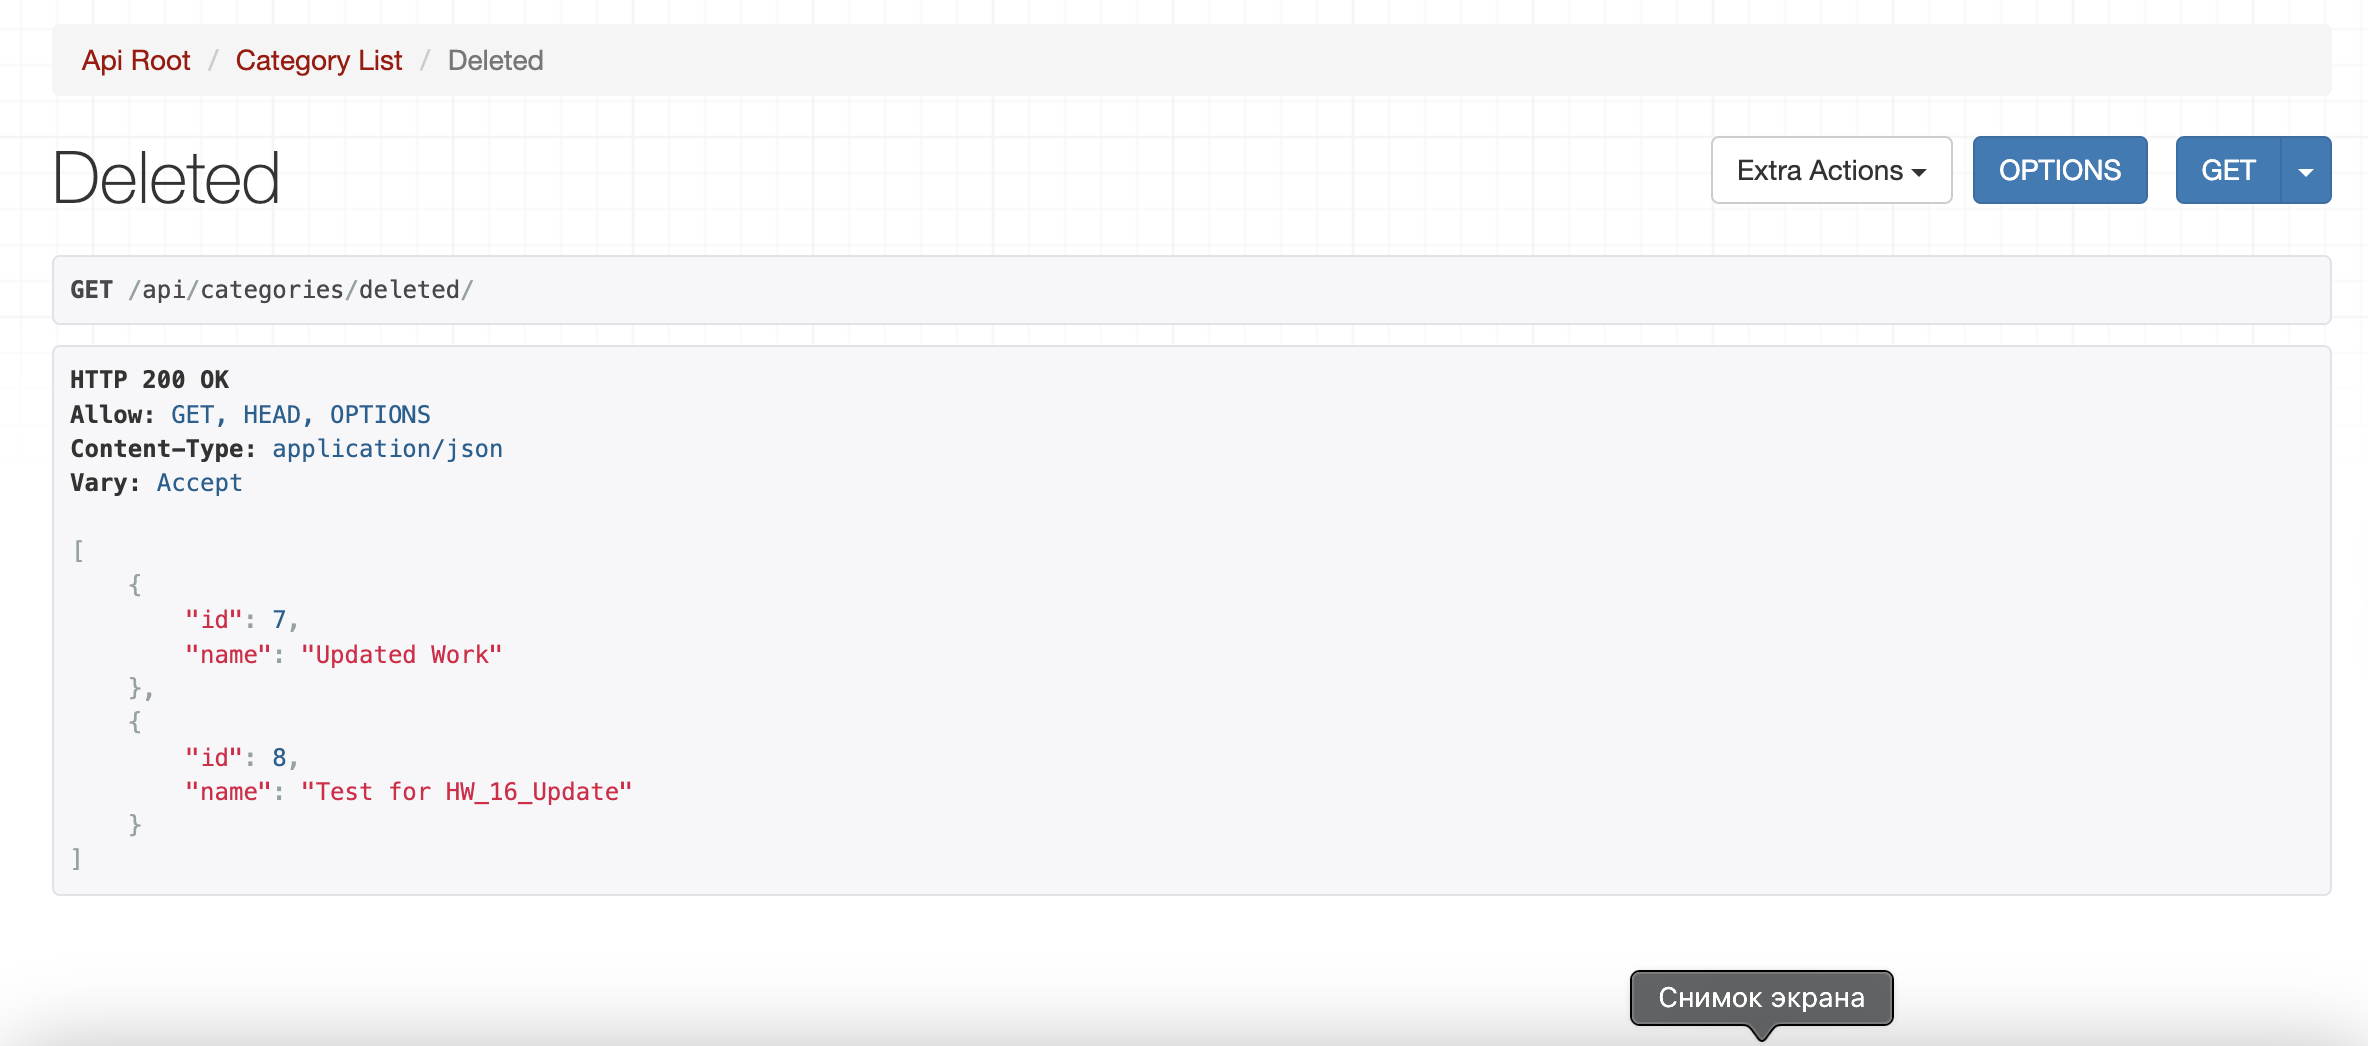 Api Root / Category List / Deleted
Deleted
Extra Actions
OPTIONS
GET
GET /api/categories/deleted/
HTTP 200 OK
Allow: GET, HEAD, OPTIONS
Content-Type: application/json
Vary: Accept
[
    {
        "id": 7,
        "name": "Updated Work"
    },
    {
        "id": 8,
        "name": "Test for HW_16_Update"
    }
]
Снимок экрана